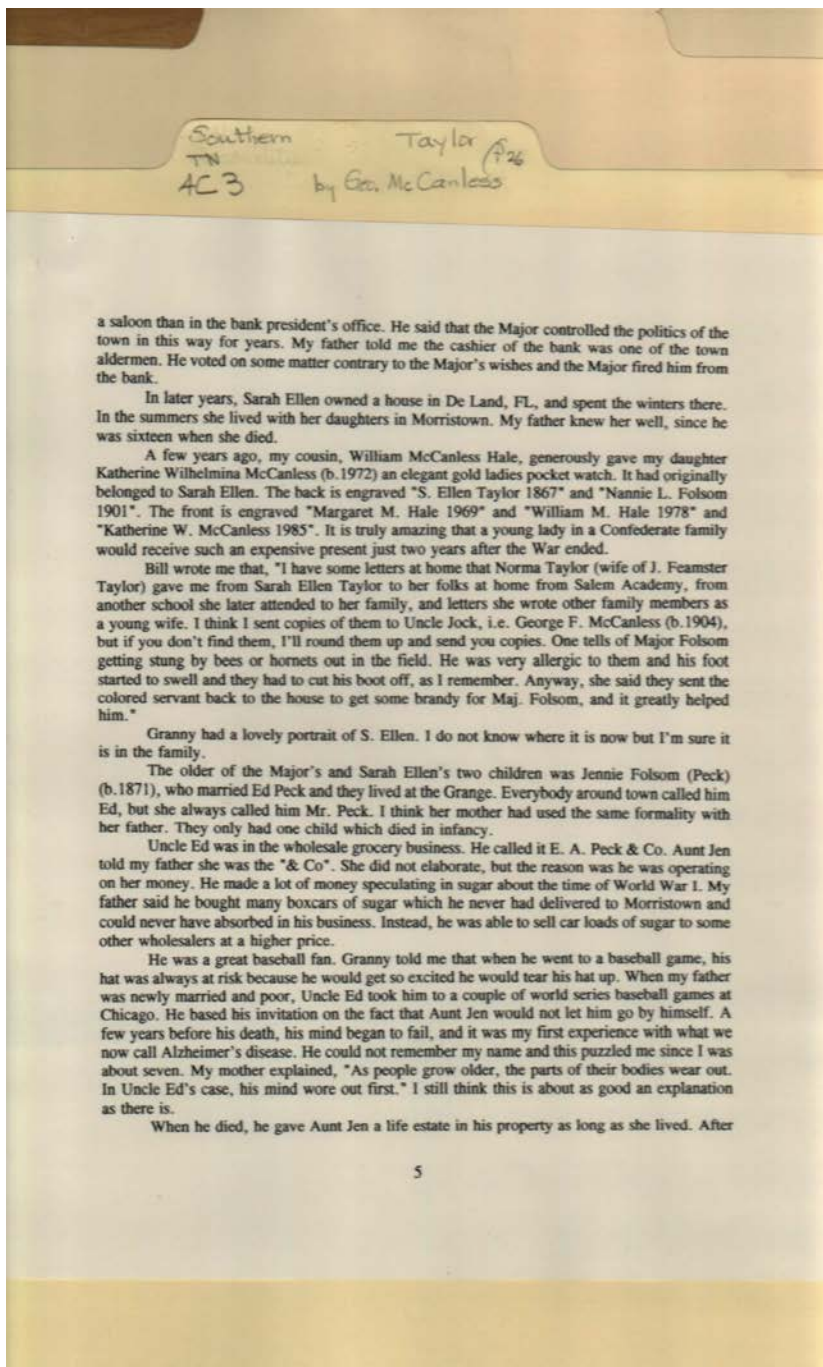 Southern Taylor
TN
AC3 by Geo. McCanless
a saloon than in the bank president's office. He said that the Major controlled the politics of the
town in this way for years. My father told me the cashier of the bank was one of the town
aldermen. He voted on some matter contrary to the Major's wishes and the Major fired him from
the bank.
In later years, Sarah Ellen owned a house in De Land, FL, and spent the winters there.
In the summers she lived with her daughters in Morristown. My father knew her well, since he
was sixteen when she died.
A few years ago, my cousin, William McCanless Hale, generously gave my daughter
Katherine Wilhelmina McCanless (b.1972) an elegant gold ladies pocket watch. It had originally
belonged to Sarah Ellen. The back is engraved "S. Ellen Taylor 1867" and "Nannie L. Folsom
1901". The front is engraved "Margaret M. Hale 1969" and "William M. Hale 1978" and
"Katherine W. McCanless 1985". It is truly amazing that a young lady in a Confederate family
would receive such an expensive present just two years after the War ended.
Bill wrote me that, "I have some letters at home that Norma Taylor (wife of J. Feamster
Taylor) gave me from Sarah Ellen Taylor to her folks at home from Salem Academy, from
another school she later attended to her family, and letters she wrote other family members as
a young wife. I think I sent copies of them to Uncle Jock, i.e. George F. McCanless (b.1904),
but if you don't find them, I'll round them up and send you copies. One tells of Major Folsom
getting stung by bees or hornets out in the field. He was very allergic to them and his foot
started to swell and they had to cut his boot off, as I remember. Anyway, she said they sent the
colored servant back to the house to get some brandy for Maj. Folsom, and it greatly helped
him."
Granny had a lovely portrait of S. Ellen. I do not know where it is now but I'm sure it
is in the family.
The older of the Major's and Sarah Ellen's two children was Jennie Folsom (Peck)
(b.1871), who married Ed Peck and they lived at the Grange. Everybody around town called him
Ed, but she always called him Mr. Peck. I think her mother had used the same formality with
her father. They only had one child which died in infancy.
Uncle Ed was in the wholesale grocery business. He called it E. A. Peck & Co. Aunt Jen
told my father she was the "& Co". She did not elaborate, but the reason was he was operating
on her money. He made a lot of money speculating in sugar about the time of World War I. My
father said he bought many boxcars of sugar which he never had delivered to Morristown and
could never have absorbed in his business. Instead, he was able to sell car loads of sugar to some
other wholesalers at a higher price.
He was a great baseball fan. Granny told me that when he went to a baseball game, his
hat was always at risk because he would get so excited he would tear his hat up. When my father
was newly married and poor, Uncle Ed took him to a couple of world series baseball games at
Chicago. He based his invitation on the fact that Aunt Jen would not let him go by himself. A
few years before his death, his mind began to fail, and it was my first experience with what we
now call Alzheimer's disease. He could not remember my name and this puzzled me since I was
about seven. My mother explained, "As people grow older, the parts of their bodies wear out.
In Uncle Ed's case, his mind wore out first." I still think this is about as good an explanation
as there is.
When he died, he gave Aunt Jen a life estate in his property as long as she lived. After
5